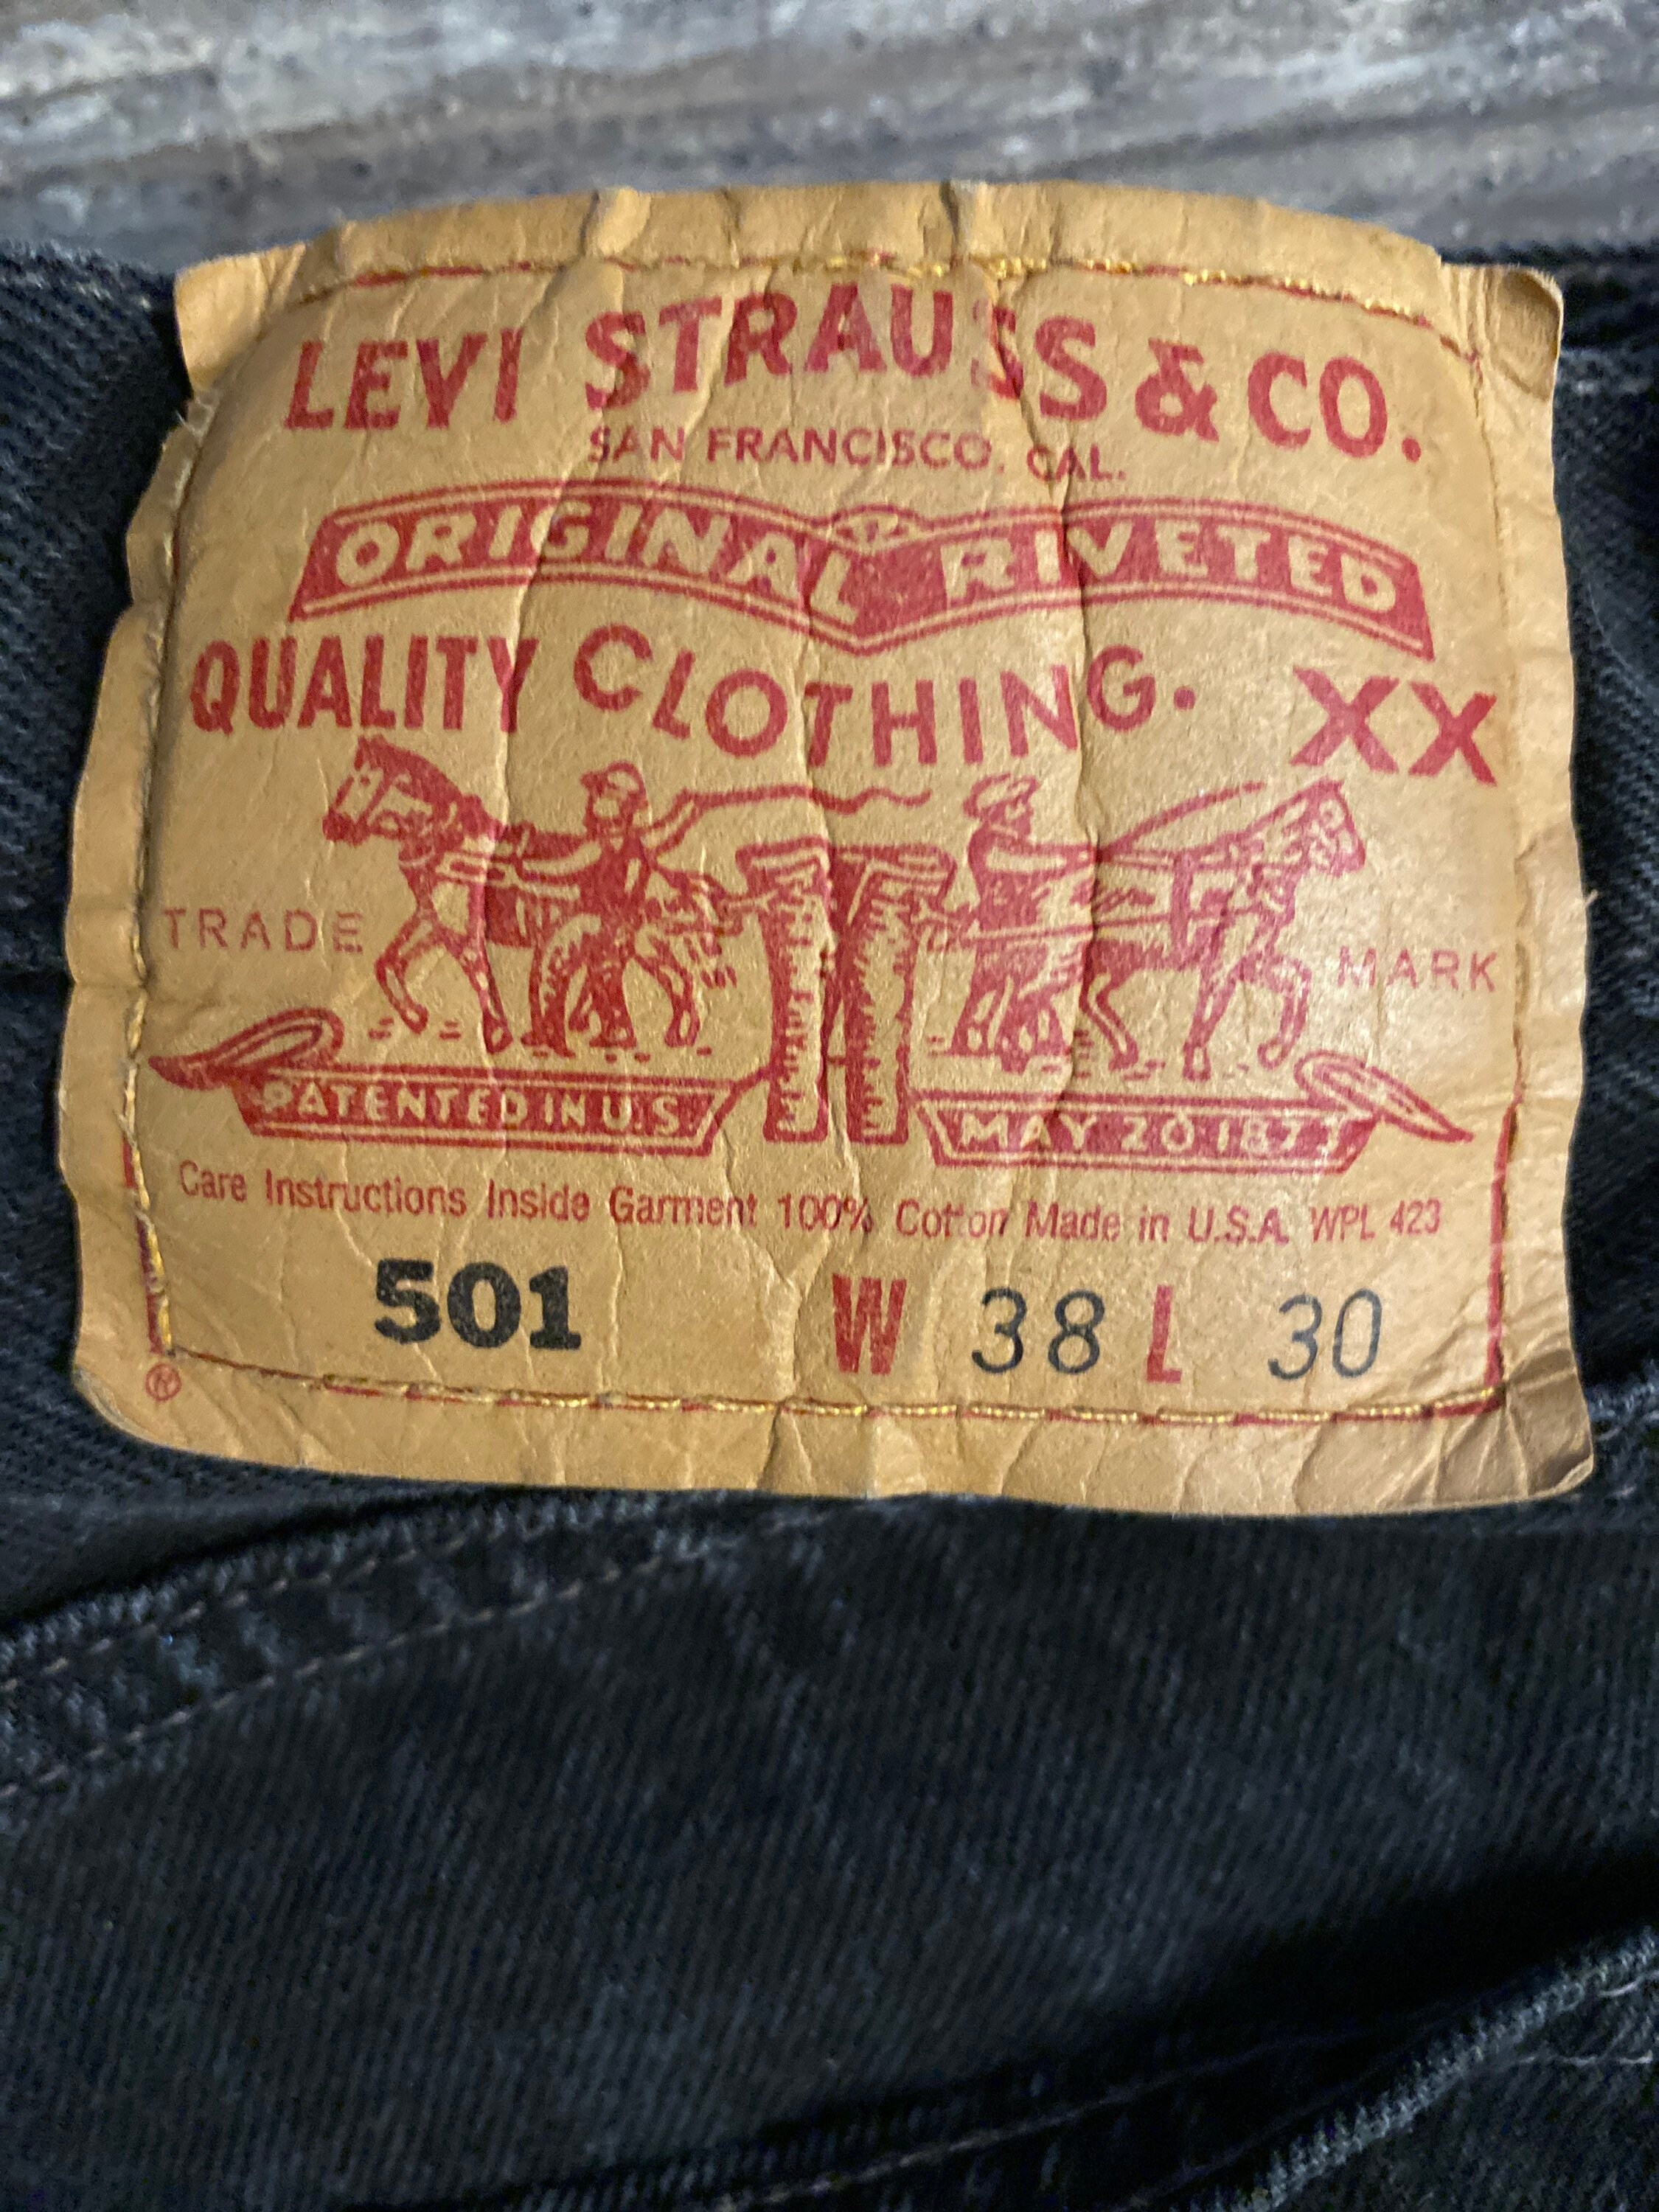 LEVI STRAUSS & CO.
SAN FRANCISCO, CAL.
ORIGINAL RIVETED
QUALITY CLOTHING. XX
TRADE MARK
PATENTED IN U.S. MAY 20 1873
Care Instructions Inside Garment 100% Cotton Made in U.S.A. WPL 423
501 W 38 L 30
®